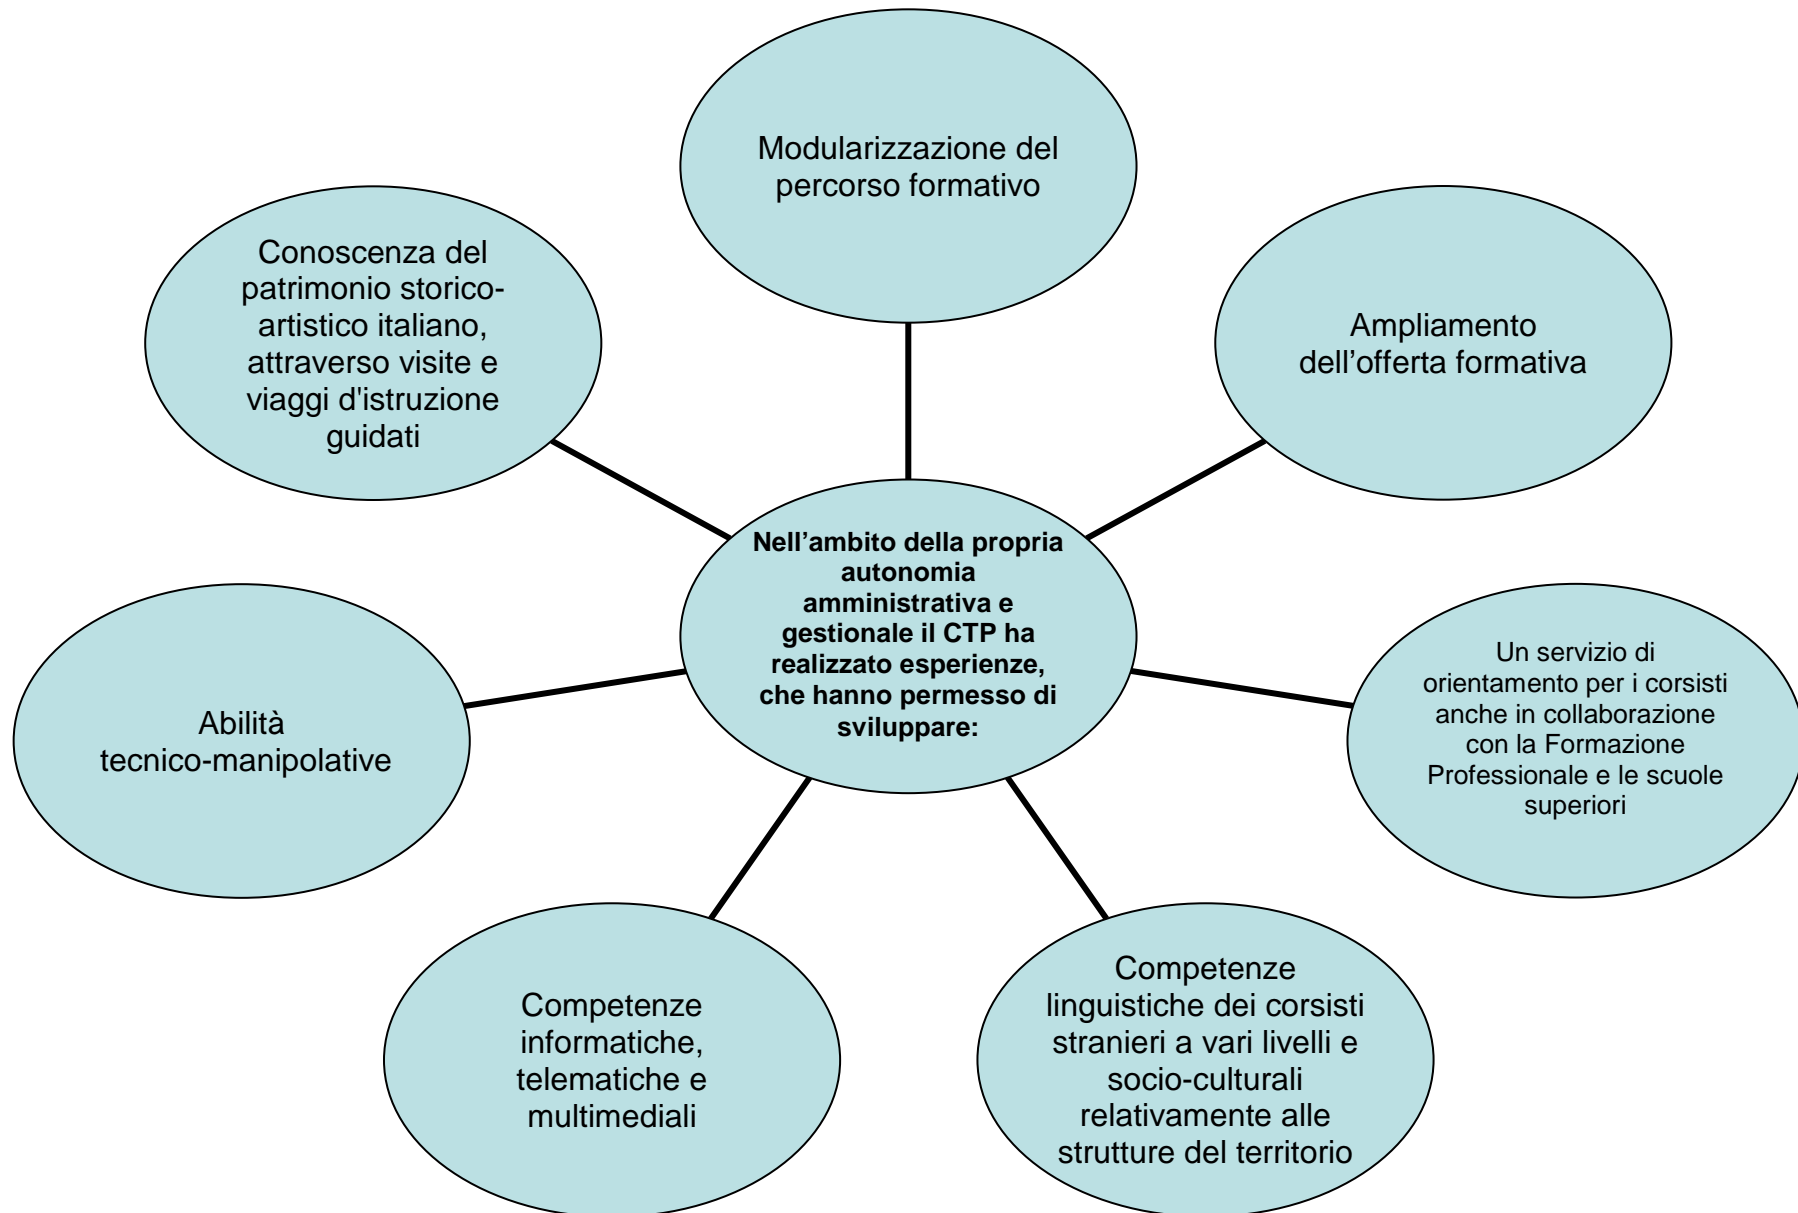 Modularizzazione del
percorso formativo
Conoscenza del
patrimonio storico-
artistico italiano,
attraverso visite e
viaggi d'istruzione
guidati
Ampliamento
dell’offerta formativa
Nell’ambito della propria
autonomia
amministrativa e
gestionale il CTP ha
realizzato esperienze,
che hanno permesso di
sviluppare:
Un servizio di
orientamento per i corsisti
anche in collaborazione
con la Formazione
Professionale e le scuole
superiori
Abilità
tecnico-manipolative
Competenze
informatiche,
telematiche e
multimediali
Competenze
linguistiche dei corsisti
stranieri a vari livelli e
socio-culturali
relativamente alle
strutture del territorio